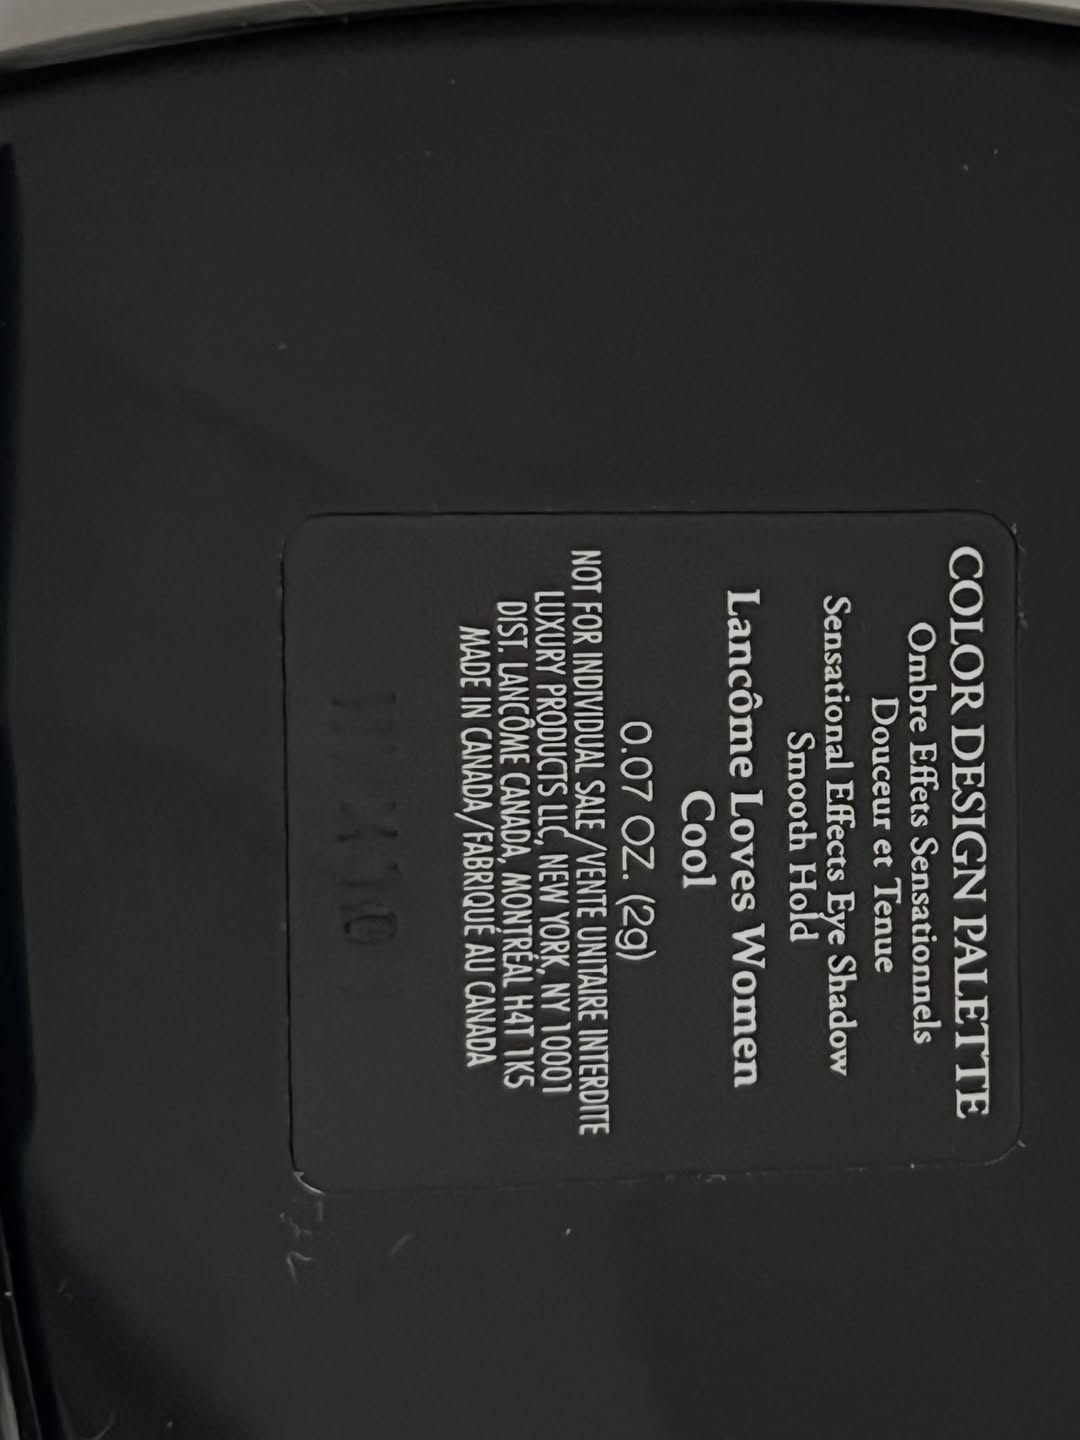 COLOR DESIGN PALETTE
Ombre Effets Sensationnels
Douceur et Tenue
Sensational Effects Eye Shadow
Smooth Hold
Lancôme Loves Women
Cool
0.07 OZ. (2g)
NOT FOR INDIVIDUAL SALE/VENTE UNITAIRE INTERDITE
LUXURY PRODUCTS LLC, NEW YORK, NY 10001
DIST. LANCÔME CANADA, MONTRÉAL H4T 1K5
MADE IN CANADA/FABRIQUÉ AU CANADA